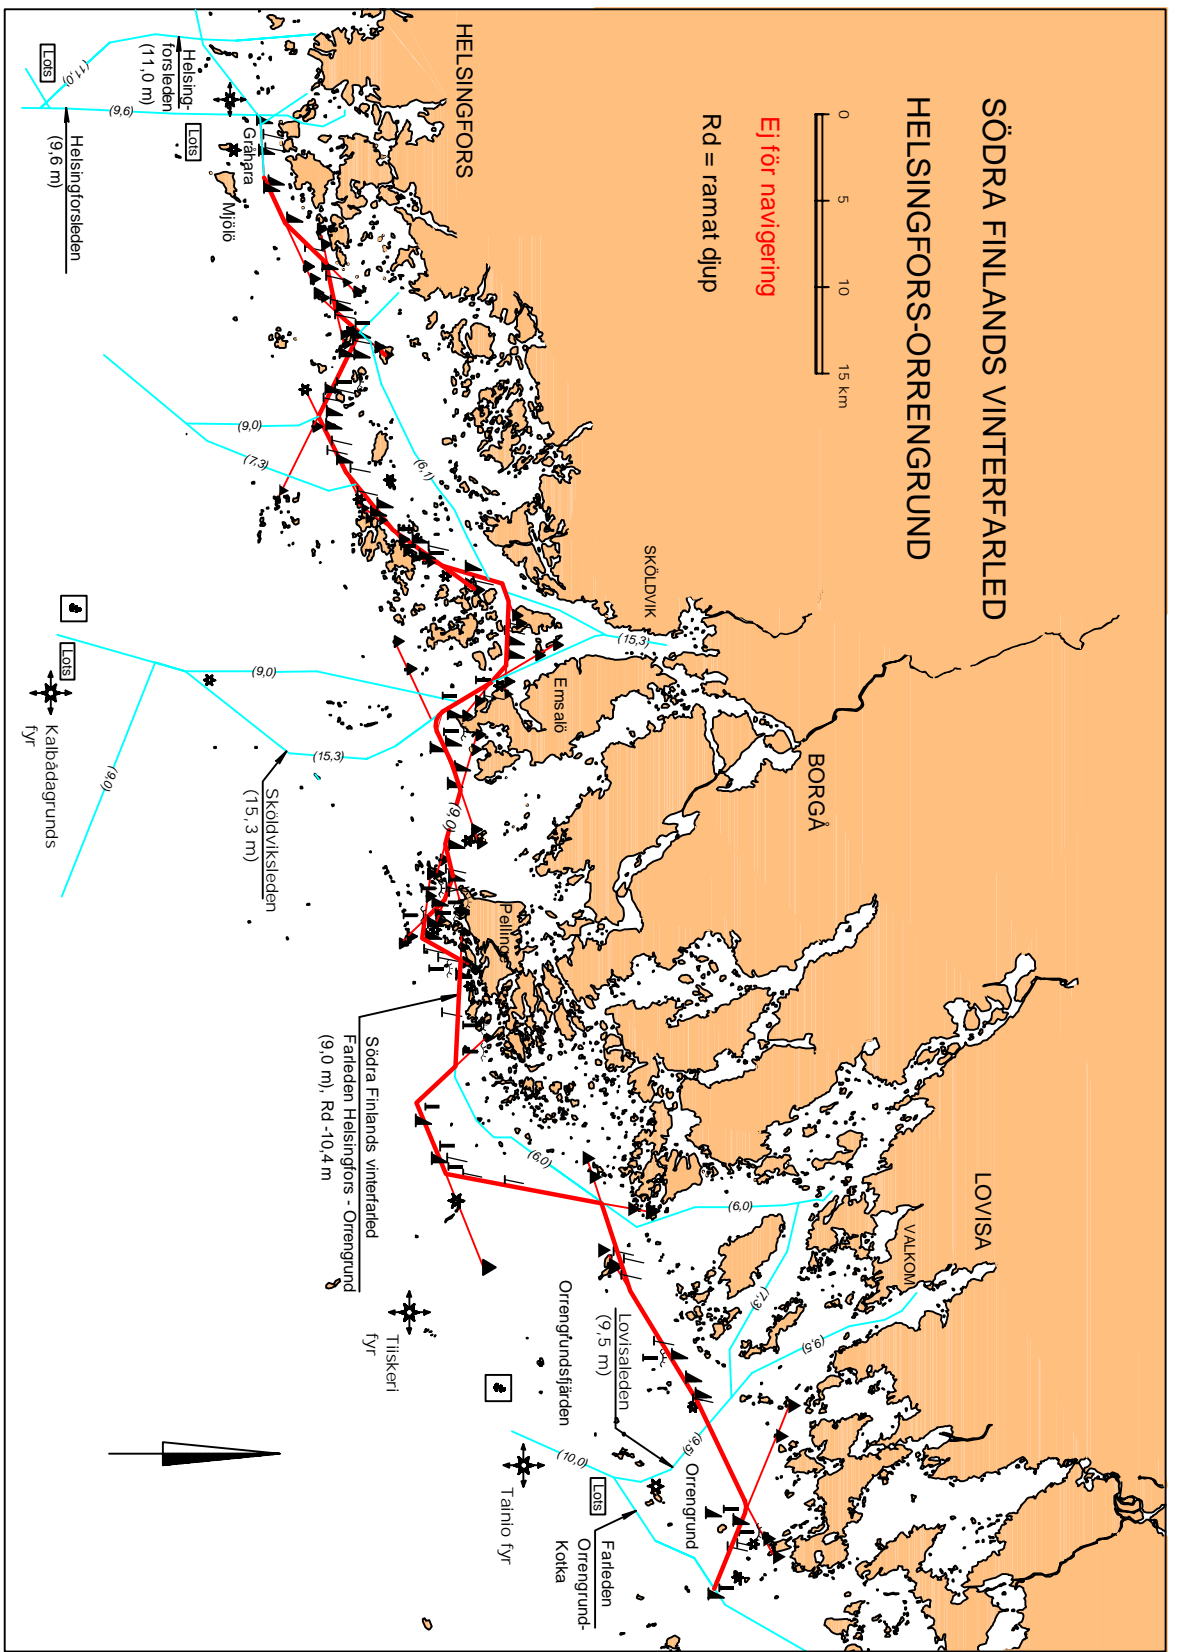 SÖDRA FINLANDS VINTERFARLED
HELSINGFORS-ORRENGRUND
0
5
10
15 km
Ej för navigering
Rd = ramat djup
HELSINGFORS
SKÖLDVIK
BORGÅ
LOVISA
VALKOM
Emsalö
Pellinge
Gråhara
Mjölö
Lots
Helsing-
forsleden
(11,0 m)
(11,0)
(9,6)
Lots
Helsingforsleden
(9,6 m)
(9,0)
(7,3)
(6,1)
(15,3)
(9,0)
(15,3)
(9,0)
(9,0)
Lots
Kalbådagrunds
fyr
Sköldviksleden
(15,3 m)
Södra Finlands vinterfarled
Farleden Helsingfors - Orrengrund
(9,0 m), Rd -10,4 m
(6,0)
(6,0)
(7,3)
(9,5)
Tiiskeri
fyr
Orrengrundsfjärden
Lovisaleden
(9,5 m)
(9,5)
(10,0)
Orrengrund
Lots
Tainio fyr
Farleden
Orrengrund-
Kotka